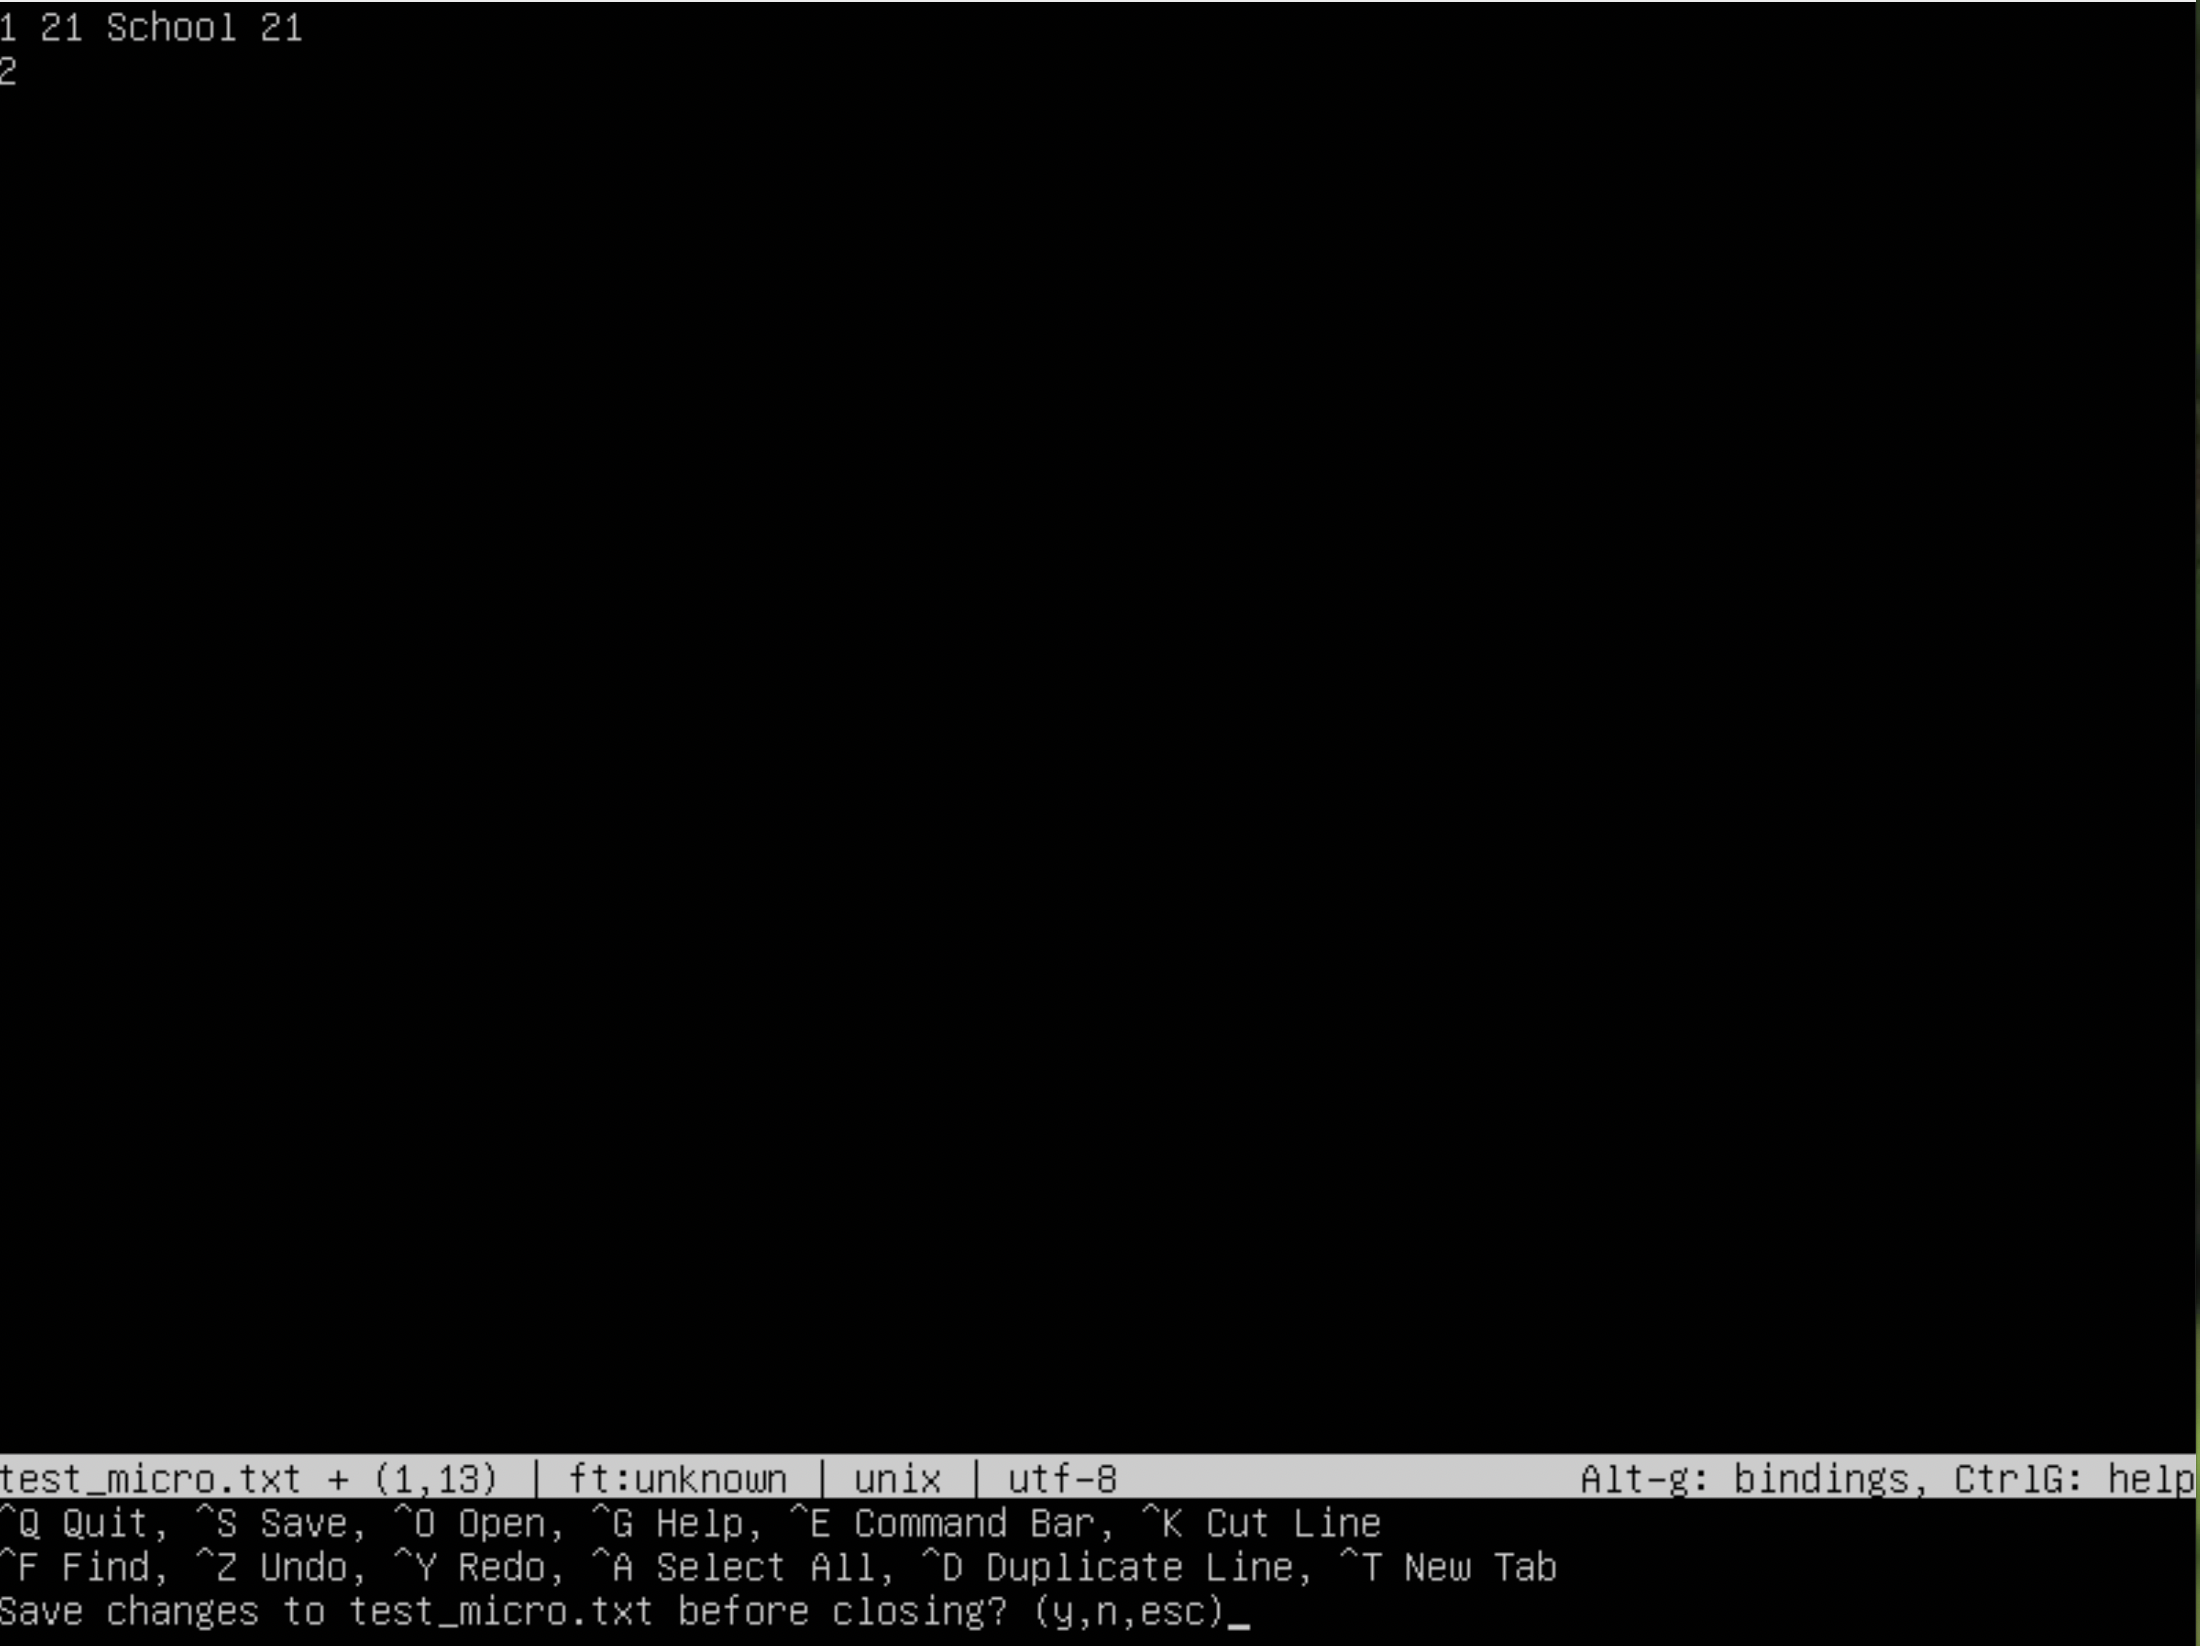 1 21 School 21
2
test_micro.txt + (1,13) | ft:unknown | unix | utf-8 Alt-g: bindings, CtrlG: help
^Q Quit, ^S Save, ^O Open, ^G Help, ^E Command Bar, ^K Cut Line
^F Find, ^Z Undo, ^Y Redo, ^A Select All, ^D Duplicate Line, ^T New Tab
Save changes to test_micro.txt before closing? (y,n,esc)_